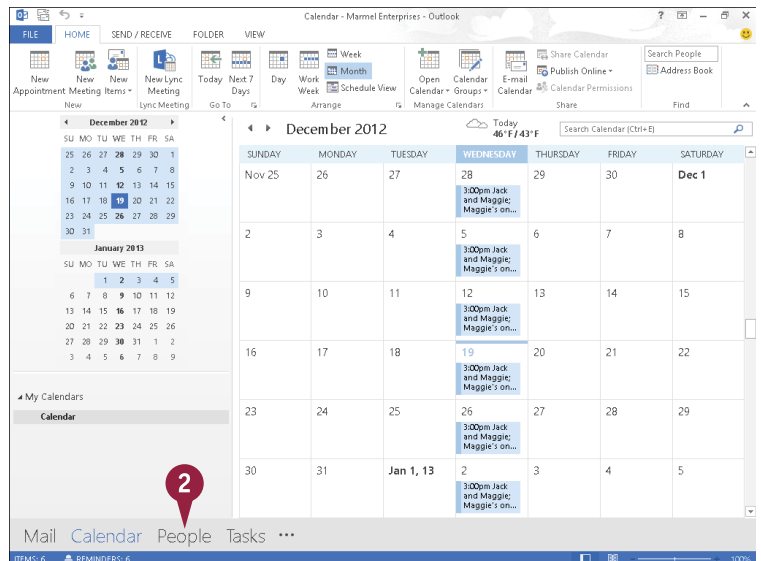 Calendar - Marmel Enterprises - Outlook
FILE HOME SEND / RECEIVE FOLDER VIEW
New Appointment
New Meeting
New Items
New Lync Meeting
Today
Next 7 Days
Day
Work Week
Week
Month
Schedule View
Open Calendar
Calendar Groups
E-mail Calendar
Share Calendar
Publish Online
Calendar Permissions
Search People
Address Book
New Lync Meeting Go To Arrange Manage Calendars Share Find
December 2012
SU MO TU WE TH FR SA
25 26 27 28 29 30 1
2 3 4 5 6 7 8
9 10 11 12 13 14 15
16 17 18 19 20 21 22
23 24 25 26 27 28 29
30 31
January 2013
SU MO TU WE TH FR SA
1 2 3 4 5
6 7 8 9 10 11 12
13 14 15 16 17 18 19
20 21 22 23 24 25 26
27 28 29 30 31 1 2
3 4 5 6 7 8 9
My Calendars
Calendar
December 2012
Today
46°F / 43°F
Search Calendar (Ctrl+E)
SUNDAY MONDAY TUESDAY WEDNESDAY THURSDAY FRIDAY SATURDAY
Nov 25 26 27 28 29 30 Dec 1
3:00pm Jack
and Maggie;
Maggie's on...
2 3 4 5 6 7 8
3:00pm Jack
and Maggie;
Maggie's on...
9 10 11 12 13 14 15
3:00pm Jack
and Maggie;
Maggie's on...
16 17 18 19 20 21 22
3:00pm Jack
and Maggie;
Maggie's on...
23 24 25 26 27 28 29
3:00pm Jack
and Maggie;
Maggie's on...
30 31 Jan 1, 13 2 3 4 5
3:00pm Jack
and Maggie;
Maggie's on...
2
Mail Calendar People Tasks •••
ITEMS: 6 REMINDERS: 6 100%